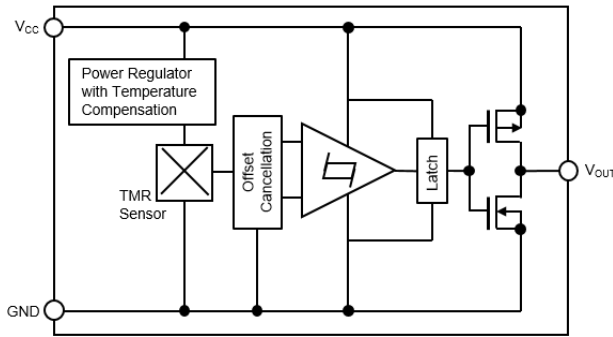 VCC
Power Regulator
with Temperature
Compensation
TMR
Sensor
Offset
Cancellation
Latch
VOUT
GND